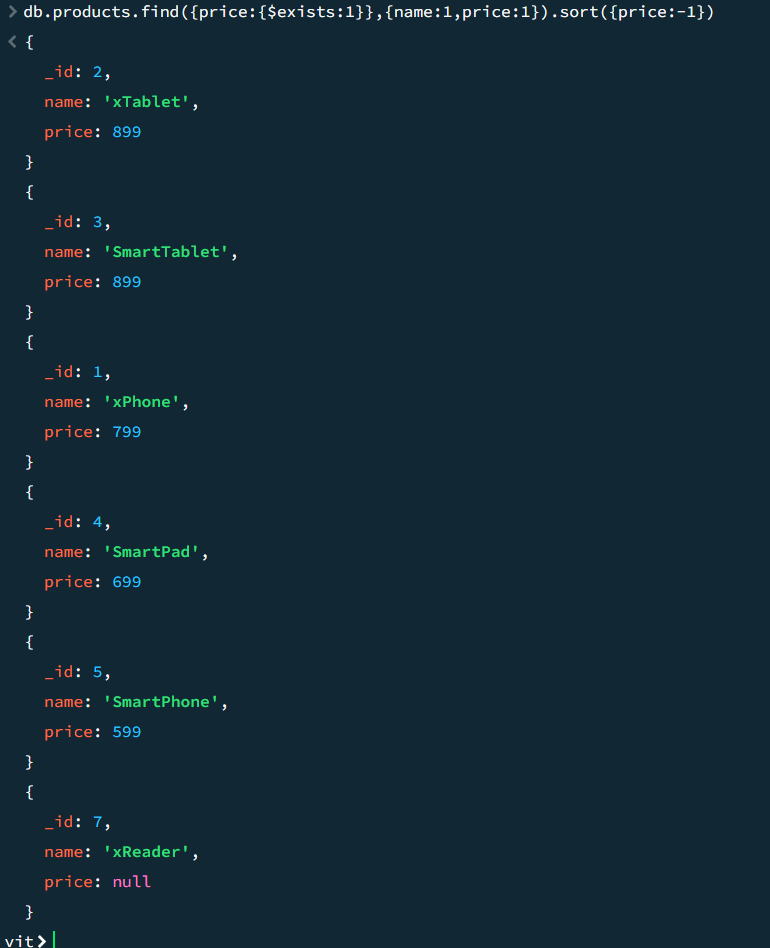 > db.products.find({price:{$exists:1}},{name:1,price:1}).sort({price:-1})
< {
_id: 2,
name: 'xTablet',
price: 899
}
{
_id: 3,
name: 'SmartTablet',
price: 899
}
{
_id: 1,
name: 'xPhone',
price: 799
}
{
_id: 4,
name: 'SmartPad',
price: 699
}
{
_id: 5,
name: 'SmartPhone',
price: 599
}
{
_id: 7,
name: 'xReader',
price: null
}
vit>